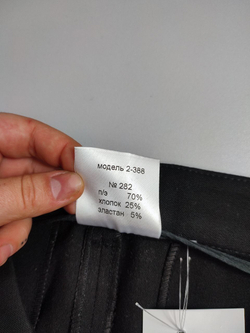 модель 2-388
№ 282
п/э 70%
хлопок 25%
эластан 5%